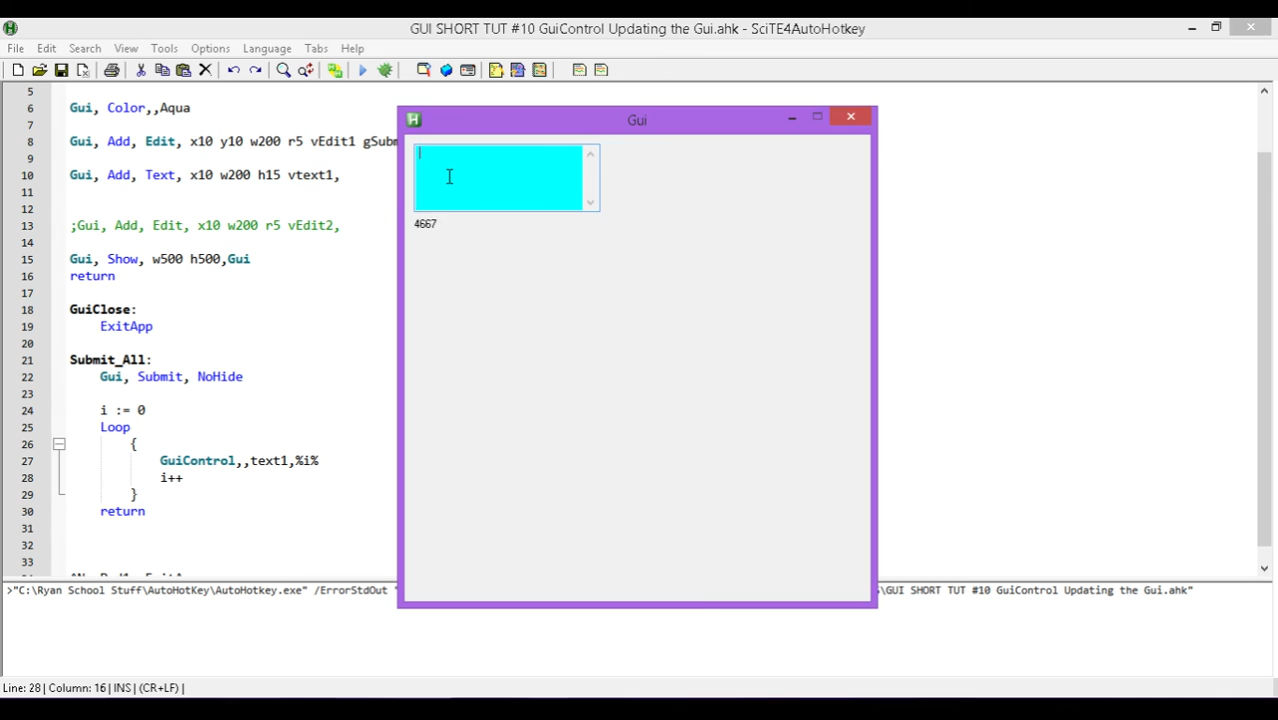 GUI SHORT TUT #10 GuiControl Updating the Gui.ahk - SciTE4AutoHotkey
File Edit Search View Tools Options Language Tabs Help
5
6 Gui, Color,,Aqua
7
8 Gui, Add, Edit, x10 y10 w200 r5 vEdit1 gSubm
9
10 Gui, Add, Text, x10 w200 h15 vtext1,
11
12
13 ;Gui, Add, Edit, x10 w200 r5 vEdit2,
14
15 Gui, Show, w500 h500,Gui
16 return
17
18 GuiClose:
19 ExitApp
20
21 Submit_All:
22 Gui, Submit, NoHide
23
24 i := 0
25 Loop
26 {
27 GuiControl,,text1,%i%
28 i++
29 }
30 return
31
32
33
Gui
4667
>"C:\Ryan School Stuff\AutoHotKey\AutoHotkey.exe" /ErrorStdOut "
\GUI SHORT TUT #10 GuiControl Updating the Gui.ahk"
Line: 28 | Column: 16 | INS | (CR+LF) |